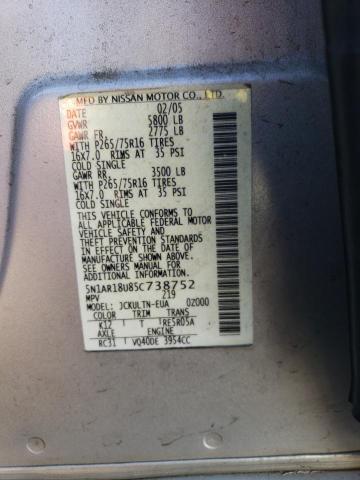 MFD BY NISSAN MOTOR CO., LTD.
DATE 02/05
GVWR 5800 LB
GAWR FR. 2775 LB
WITH P265/75R16 TIRES
16X7.0 RIMS AT 35 PSI
COLD SINGLE
GAWR RR. 3500 LB
WITH P265/75R16 TIRES
16X7.0 RIMS AT 35 PSI
COLD SINGLE
THIS VEHICLE CONFORMS TO
ALL APPLICABLE FEDERAL MOTOR
VEHICLE SAFETY STANDARDS IN
EFFECT ON THE DATE OF
MANUFACTURE SHOWN ABOVE.
SEE OWNERS MANUAL FOR
ADDITIONAL INFORMATION.
5N1AR18U85C738752
MPV 219
MODEL: JCKULTN-EUA 02000
COLOR TRIM TRANS
K12 T RE5R05A
AXLE ENGINE
RC31 VQ40DE 3954CC